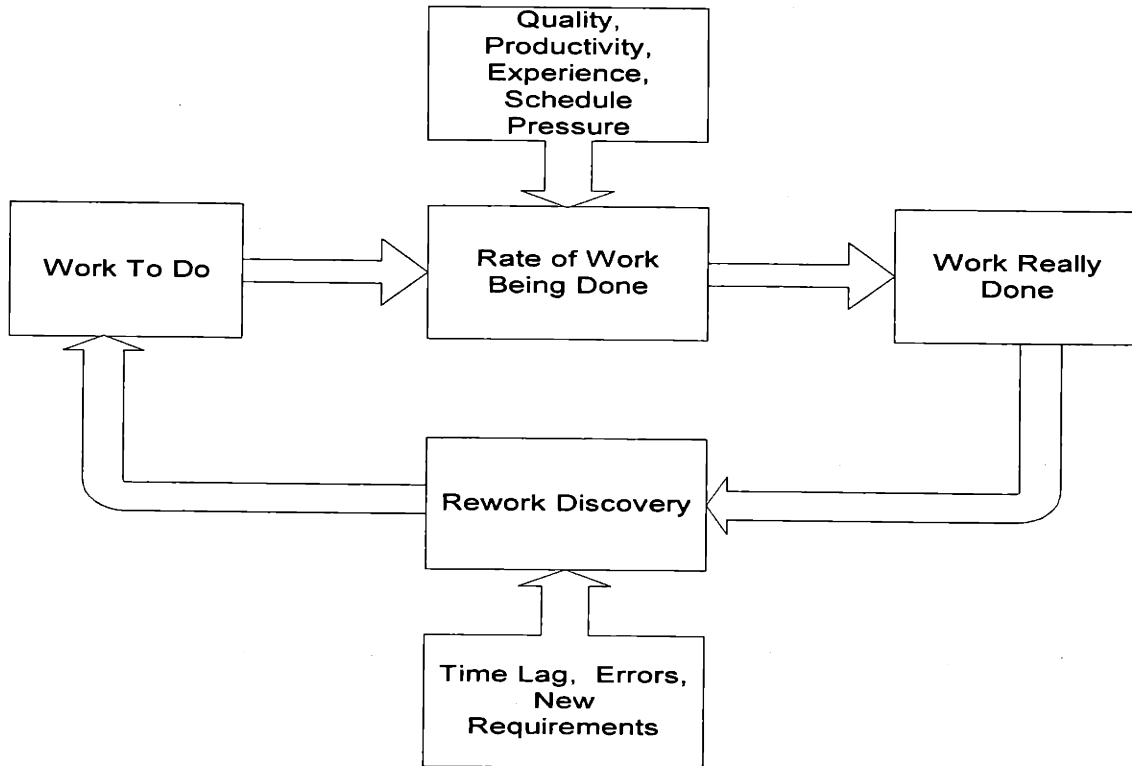 Quality,
Productivity,
Experience,
Schedule
Pressure
Work To Do
Rate of Work
Being Done
Work Really
Done
Rework Discovery
Time Lag, Errors,
New
Requirements